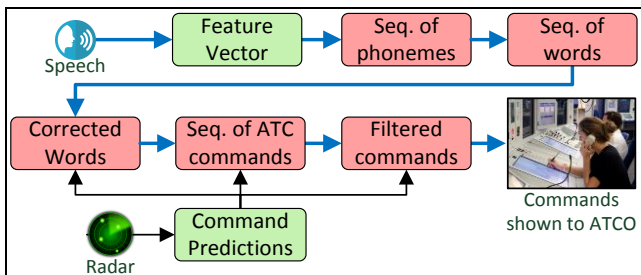 Speech
Feature
Vector
Seq. of
phonemes
Seq. of
words
Corrected
Words
Seq. of ATC
commands
Filtered
commands
Commands
shown to ATCO
Radar
Command
Predictions